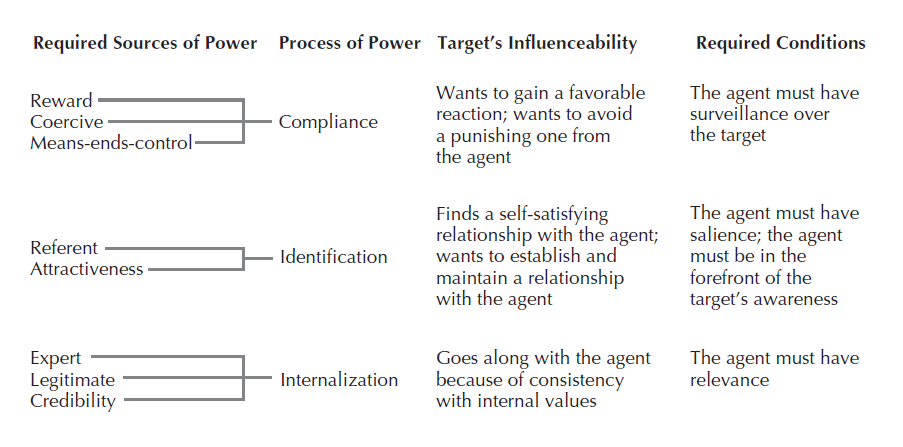 Required Sources of Power Process of Power Target’s Influenceability Required Conditions
Reward
Coercive
Means-ends-control
Compliance
Wants to gain a favorable
reaction; wants to avoid
a punishing one from
the agent
The agent must have
surveillance over
the target
Referent
Attractiveness
Identification
Finds a self-satisfying
relationship with the agent;
wants to establish and
maintain a relationship
with the agent
The agent must have
salience; the agent
must be in the
forefront of the
target’s awareness
Expert
Legitimate
Credibility
Internalization
Goes along with the agent
because of consistency
with internal values
The agent must have
relevance